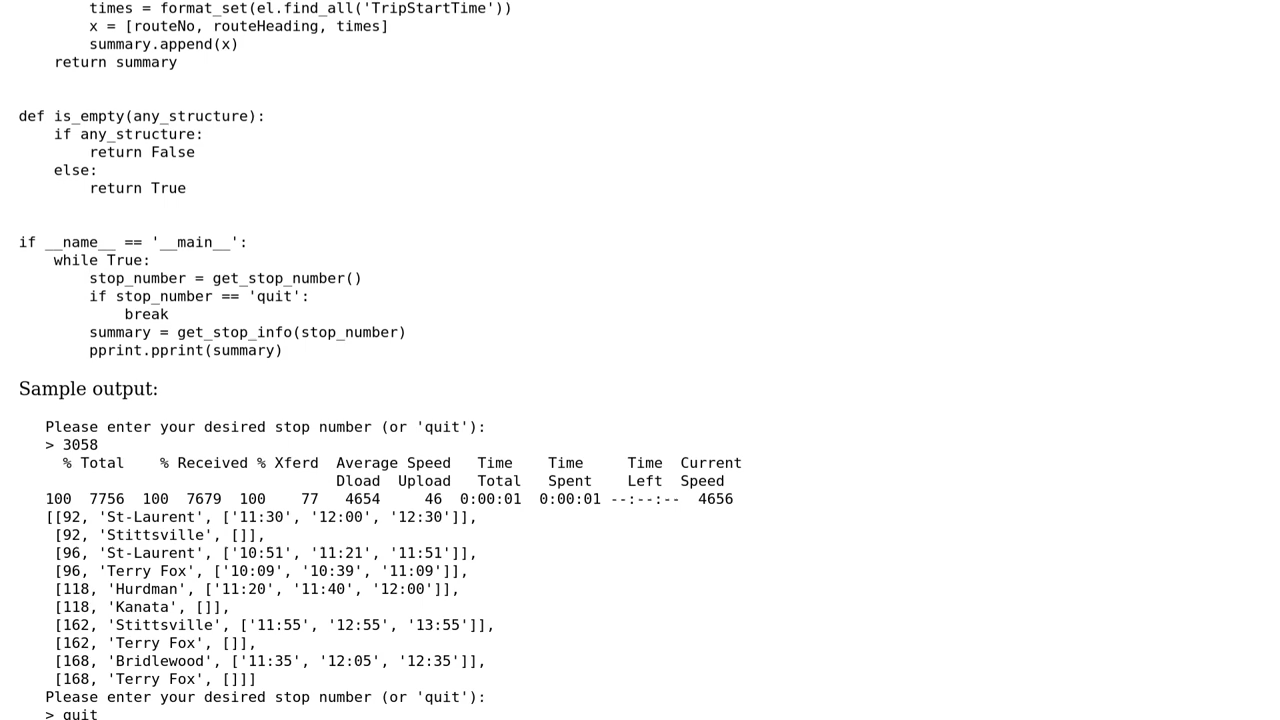 times = format_set(el.find_all('TripStartTime'))
        x = [routeNo, routeHeading, times]
        summary.append(x)
    return summary
def is_empty(any_structure):
    if any_structure:
        return False
    else:
        return True
if __name__ == '__main__':
    while True:
        stop_number = get_stop_number()
        if stop_number == 'quit':
            break
        summary = get_stop_info(stop_number)
        pprint.pprint(summary)
Sample output:
   Please enter your desired stop number (or 'quit'):
   > 3058
     % Total    % Received % Xferd  Average Speed   Time    Time     Time  Current
                                    Dload  Upload   Total   Spent    Left  Speed
   100  7756  100  7679  100    77   4654     46  0:00:01  0:00:01 --:--:--  4656
   [[92, 'St-Laurent', ['11:30', '12:00', '12:30']],
    [92, 'Stittsville', []],
    [96, 'St-Laurent', ['10:51', '11:21', '11:51']],
    [96, 'Terry Fox', ['10:09', '10:39', '11:09']],
    [118, 'Hurdman', ['11:20', '11:40', '12:00']],
    [118, 'Kanata', []],
    [162, 'Stittsville', ['11:55', '12:55', '13:55']],
    [162, 'Terry Fox', []],
    [168, 'Bridlewood', ['11:35', '12:05', '12:35']],
    [168, 'Terry Fox', []]]
   Please enter your desired stop number (or 'quit'):
   > quit